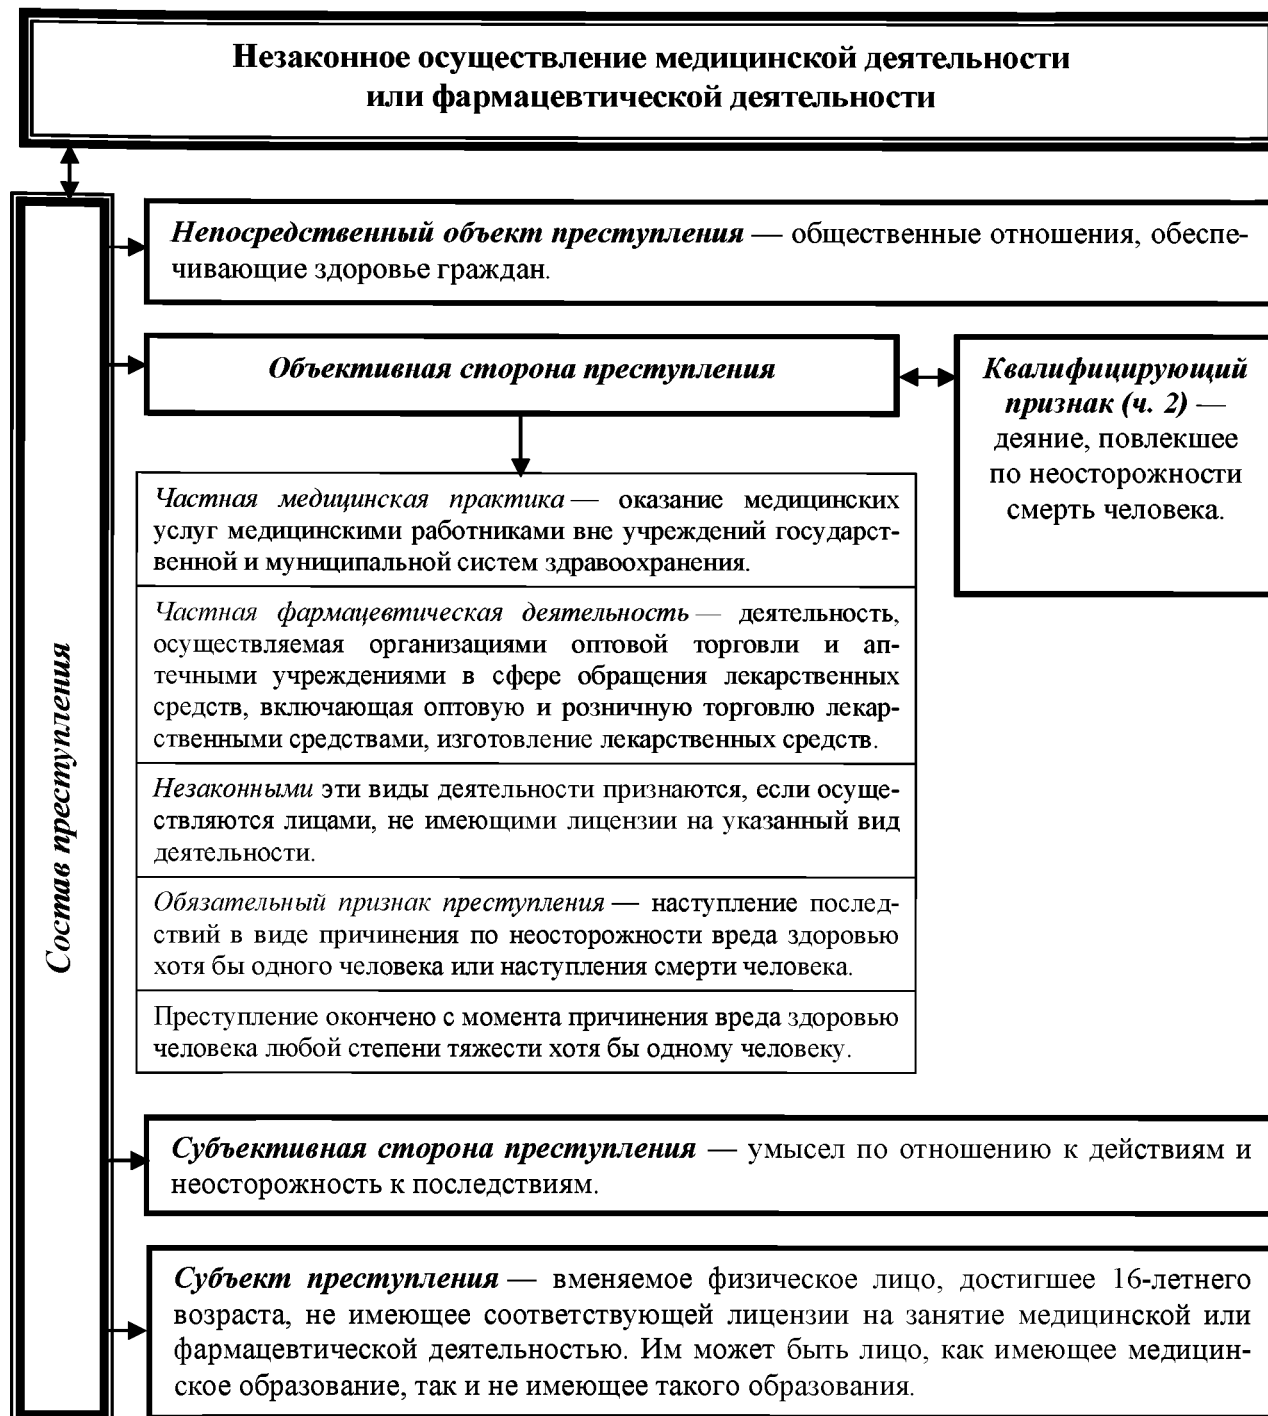 Незаконное осуществление медицинской деятельности
или фармацевтической деятельности
Состав преступления
Непосредственный объект преступления — общественные отношения, обеспе-
чивающие здоровье граждан.
Объективная сторона преступления
Квалифицирующий
признак (ч. 2) —
деяние, повлекшее
по неосторожности
смерть человека.
Частная медицинская практика — оказание медицинских
услуг медицинскими работниками вне учреждений государст-
венной и муниципальной систем здравоохранения.
Частная фармацевтическая деятельность — деятельность,
осуществляемая организациями оптовой торговли и ап-
течными учреждениями в сфере обращения лекарственных
средств, включающая оптовую и розничную торговлю лекар-
ственными средствами, изготовление лекарственных средств.
Незаконными эти виды деятельности признаются, если осуще-
ствляются лицами, не имеющими лицензии на указанный вид
деятельности.
Обязательный признак преступления — наступление послед-
ствий в виде причинения по неосторожности вреда здоровью
хотя бы одного человека или наступления смерти человека.
Преступление окончено с момента причинения вреда здоровью
человека любой степени тяжести хотя бы одному человеку.
Субъективная сторона преступления — умысел по отношению к действиям и
неосторожность к последствиям.
Субъект преступления — вменяемое физическое лицо, достигшее 16-летнего
возраста, не имеющее соответствующей лицензии на занятие медицинской или
фармацевтической деятельностью. Им может быть лицо, как имеющее медицин-
ское образование, так и не имеющее такого образования.